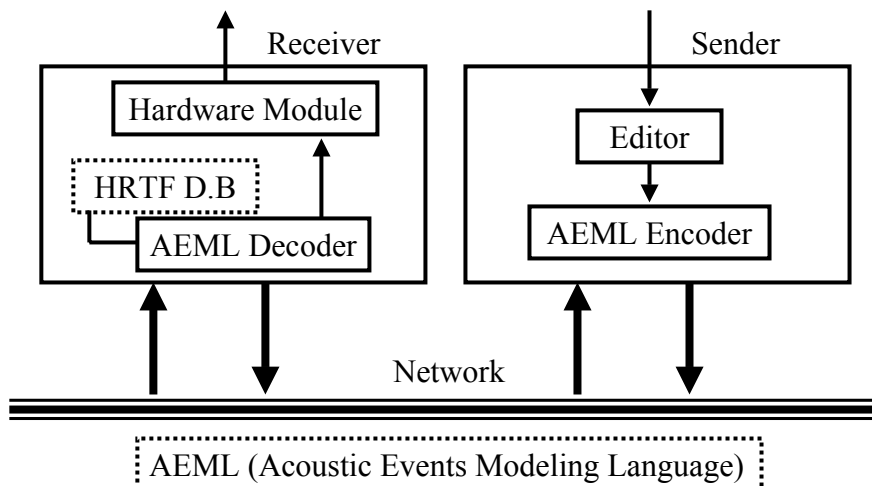 Receiver
Hardware Module
HRTF D.B
AEML Decoder
Sender
Editor
AEML Encoder
Network
AEML (Acoustic Events Modeling Language)